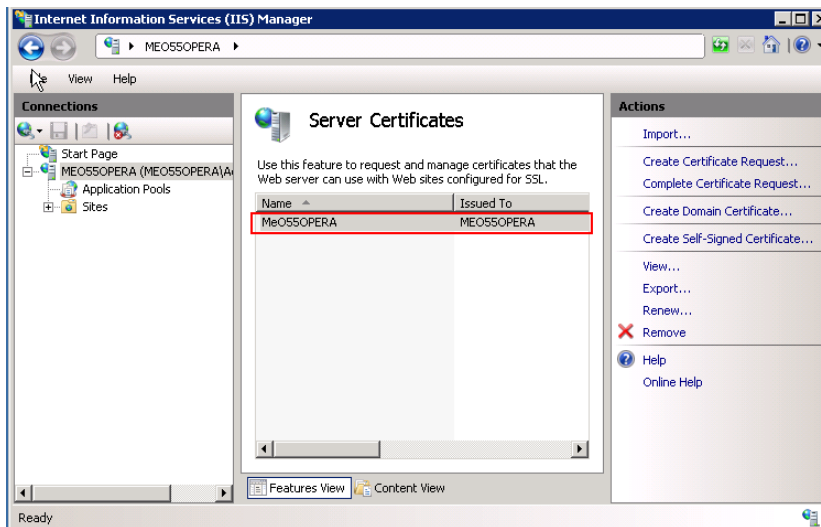 Internet Information Services (IIS) Manager
MEO55OPERA
View Help
Connections
Start Page
MEO55OPERA (MEO55OPERA\A
Application Pools
Sites
Server Certificates
Use this feature to request and manage certificates that the
Web server can use with Web sites configured for SSL.
Name Issued To
MeO55OPERA MEO55OPERA
Features View Content View
Actions
Import...
Create Certificate Request...
Complete Certificate Request...
Create Domain Certificate...
Create Self-Signed Certificate...
View...
Export...
Renew...
Remove
Help
Online Help
Ready